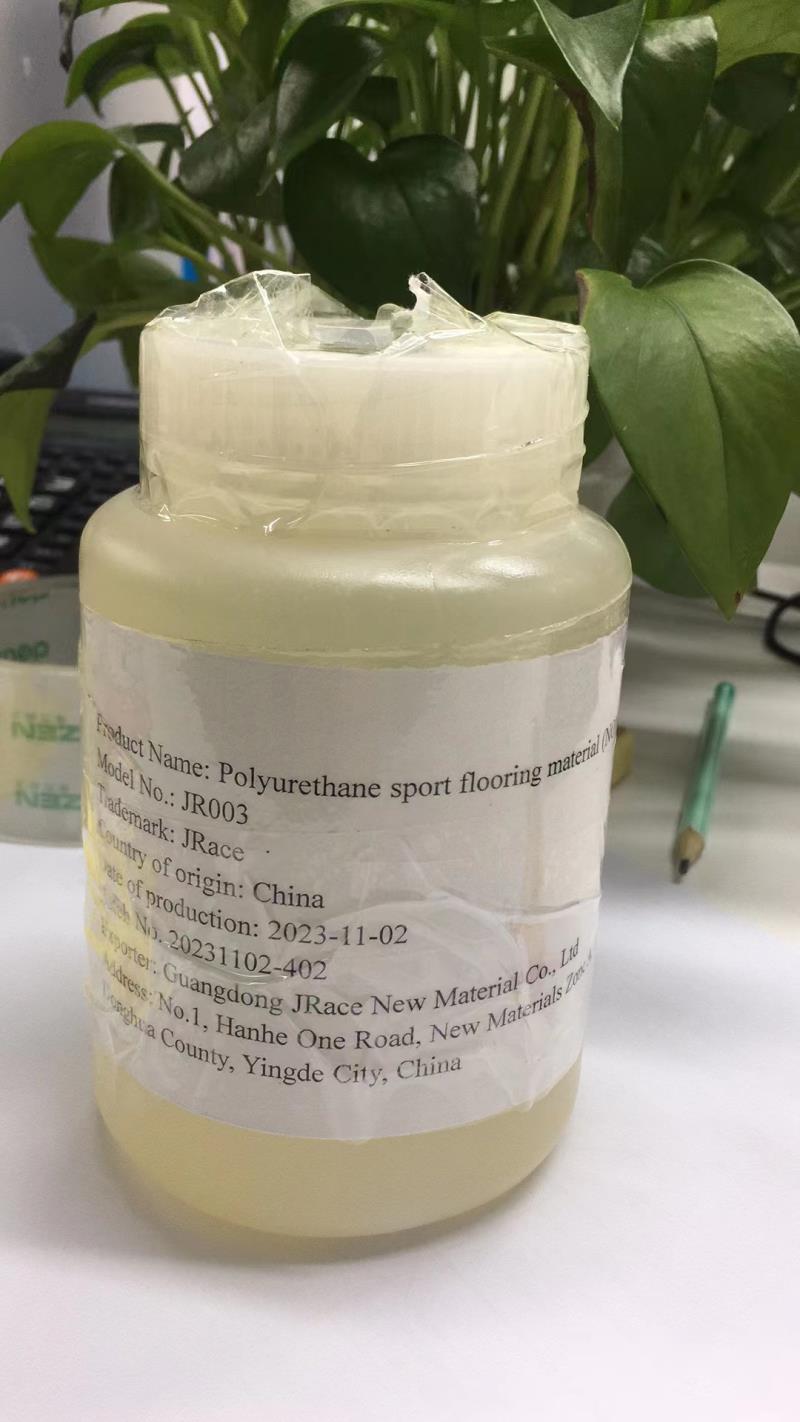 Product Name: Polyurethane sport flooring material
Model No.: JR003
Trademark: JRace
Country of origin: China
Date of production: 2023-11-02
No. 20231102-402
Exporter: Guangdong JRace New Material Co., Ltd
Address: No.1, Hanhe One Road, New Materials Zone
County, Yingde City, China